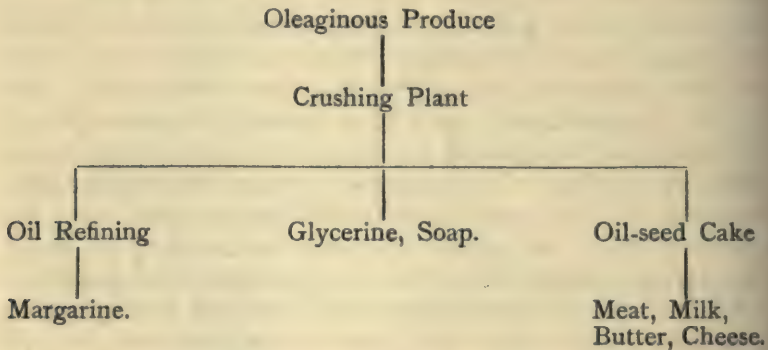 Oleaginous Produce
Crushing Plant
Oil Refining
Glycerine, Soap.
Oil-seed Cake
Margarine.
Meat, Milk,
Butter, Cheese.